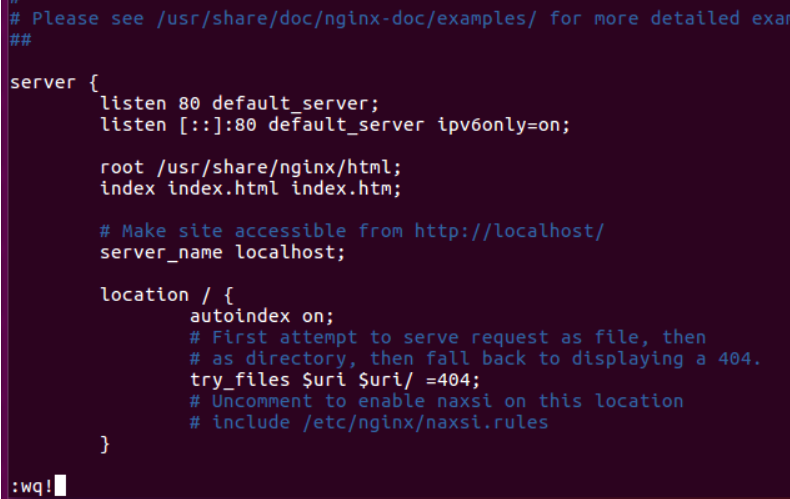 #
# Please see /usr/share/doc/nginx-doc/examples/ for more detailed exa
##
server {
listen 80 default_server;
listen [::]:80 default_server ipv6only=on;
root /usr/share/nginx/html;
index index.html index.htm;
# Make site accessible from http://localhost/
server_name localhost;
location / {
autoindex on;
# First attempt to serve request as file, then
# as directory, then fall back to displaying a 404.
try_files $uri $uri/ =404;
# Uncomment to enable naxsi on this location
# include /etc/nginx/naxsi.rules
}
:wq!